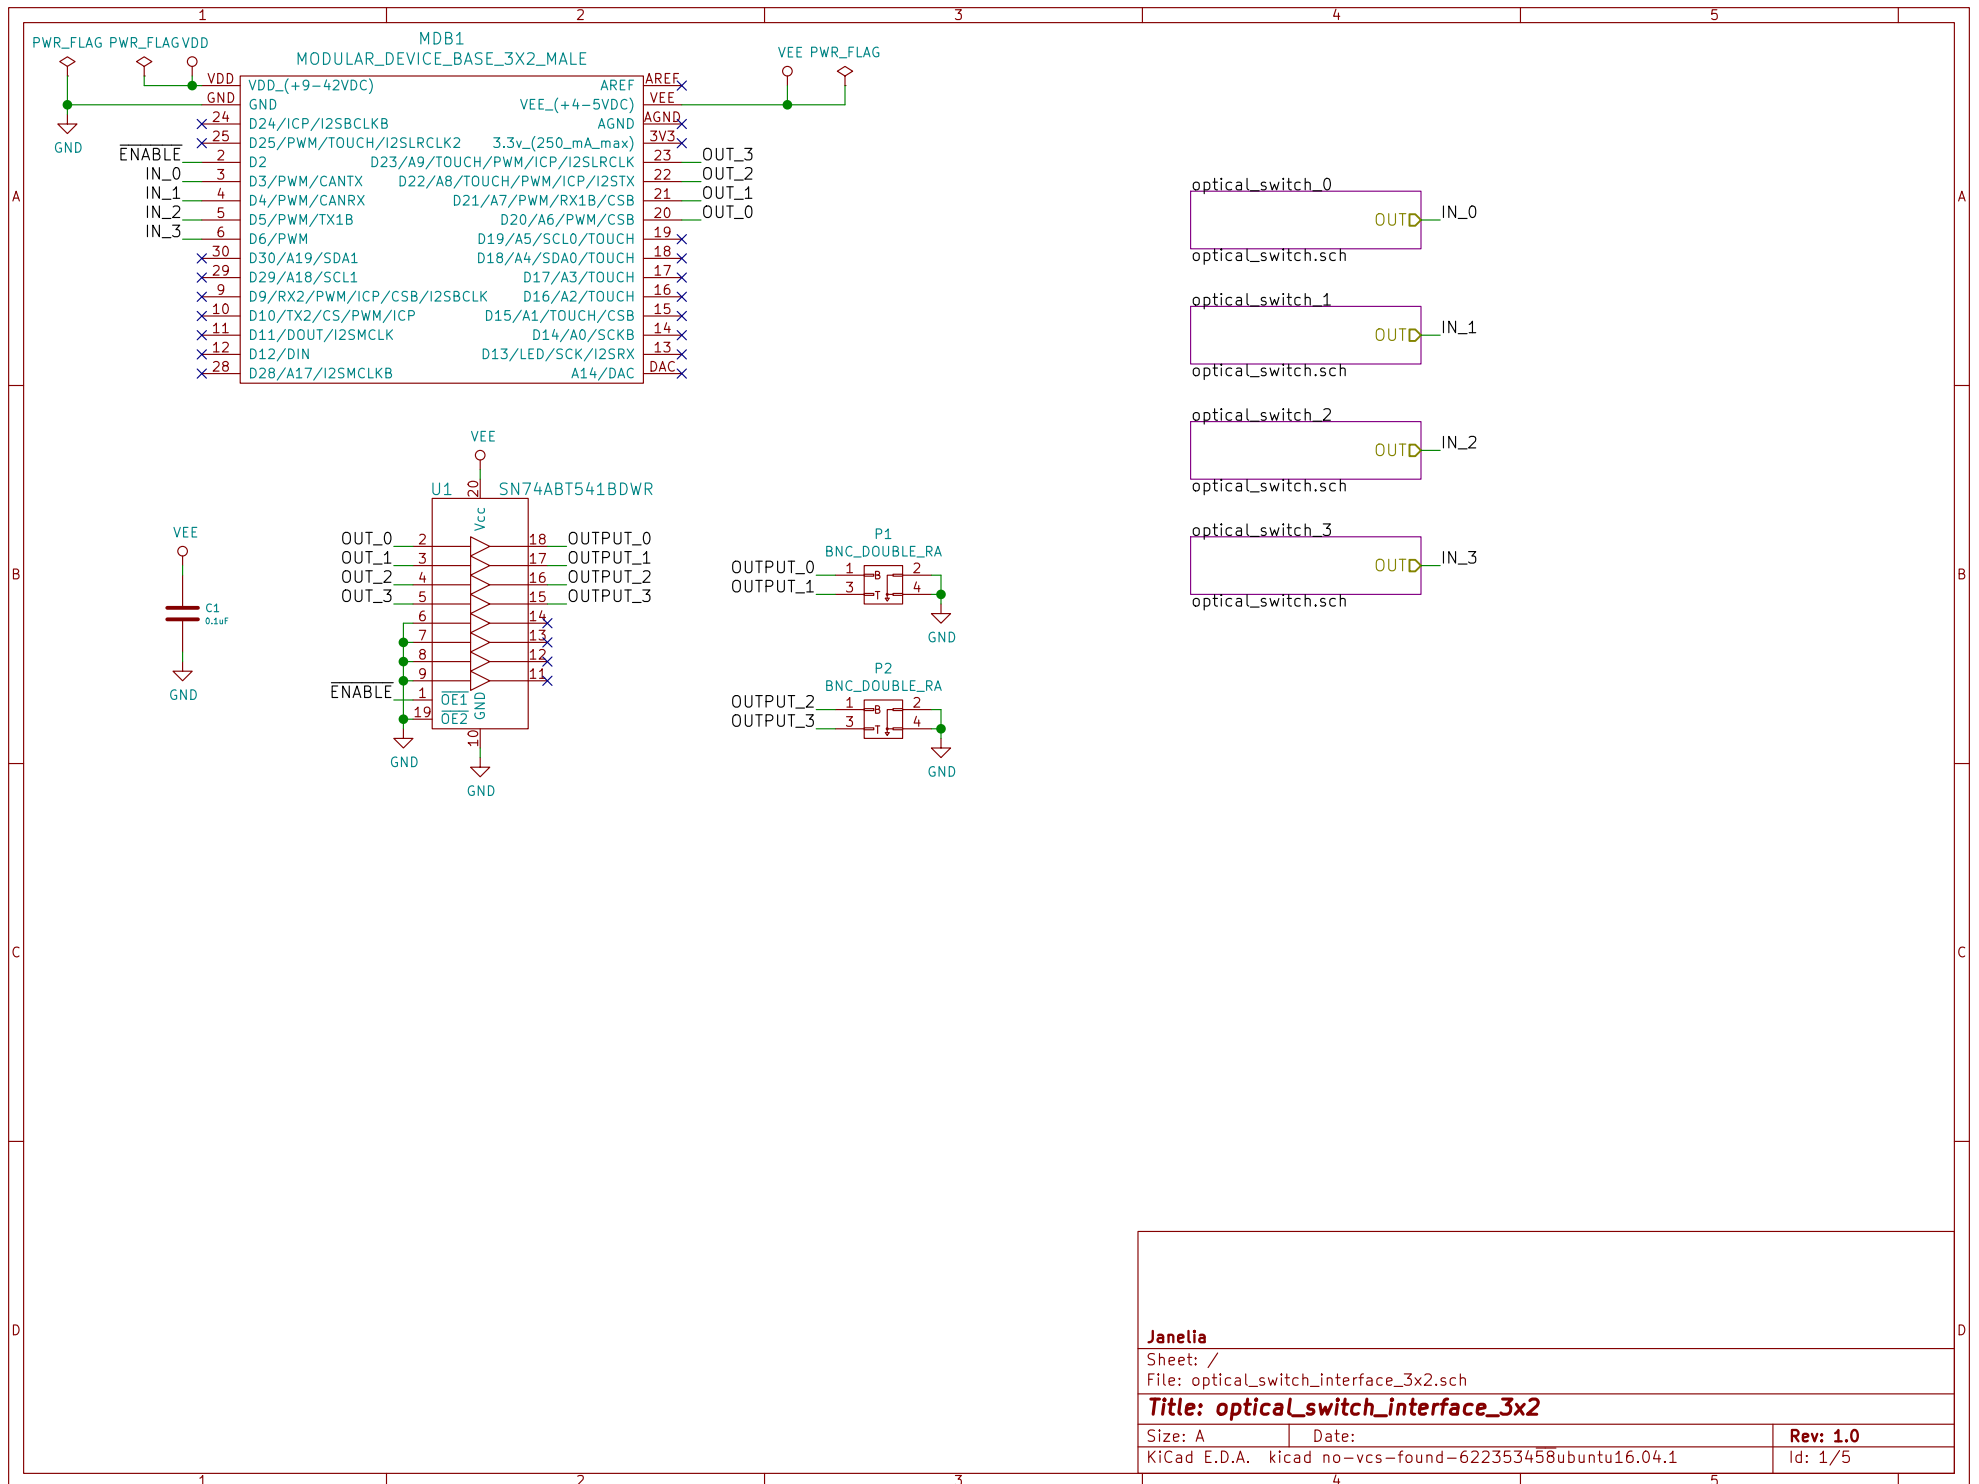 1 2 3 4 5
PWR_FLAG PWR_FLAG VDD
MDB1
MODULAR_DEVICE_BASE_3X2_MALE
VEE PWR_FLAG
VDD VDD_(+9-42VDC) AREF AREF
GND GND VEE_(+4-5VDC) VEE
24 D24/ICP/I2SBCLKB AGND AGND
25 D25/PWM/TOUCH/I2SLRCLK2 3.3v_(250_mA_max) 3V3
GND
ENABLE 2 D2 D23/A9/TOUCH/PWM/ICP/I2SLRCLK 23 OUT_3
IN_0 3 D3/PWM/CANTX D22/A8/TOUCH/PWM/ICP/I2STX 22 OUT_2
IN_1 4 D4/PWM/CANRX D21/A7/PWM/RX1B/CSB 21 OUT_1
IN_2 5 D5/PWM/TX1B D20/A6/PWM/CSB 20 OUT_0
IN_3 6 D6/PWM D19/A5/SCL0/TOUCH 19
30 D30/A19/SDA1 D18/A4/SDA0/TOUCH 18
29 D29/A18/SCL1 D17/A3/TOUCH 17
9 D9/RX2/PWM/ICP/CSB/I2SBCLK D16/A2/TOUCH 16
10 D10/TX2/CS/PWM/ICP D15/A1/TOUCH/CSB 15
11 D11/DOUT/I2SMCLK D14/A0/SCKB 14
12 D12/DIN D13/LED/SCK/I2SRX 13
28 D28/A17/I2SMCLKB A14/DAC DAC
A A
optical_switch_0
OUT IN_0
optical_switch.sch
optical_switch_1
OUT IN_1
optical_switch.sch
optical_switch_2
OUT IN_2
optical_switch.sch
optical_switch_3
OUT IN_3
optical_switch.sch
VEE
U1 20 SN74ABT541BDWR
Vcc
OUT_0 2 18 OUTPUT_0
OUT_1 3 17 OUTPUT_1
OUT_2 4 16 OUTPUT_2
OUT_3 5 15 OUTPUT_3
6 14
7 13
8 12
9 11
ENABLE 1 OE1
19 OE2
GND
10
GND
GND
VEE
C1
0.1uF
GND
B B
P1
BNC_DOUBLE_RA
OUTPUT_0 1 B 2
OUTPUT_1 3 T 4
GND
P2
BNC_DOUBLE_RA
OUTPUT_2 1 B 2
OUTPUT_3 3 T 4
GND
C C
D D
Janelia
Sheet: /
File: optical_switch_interface_3x2.sch
Title: optical_switch_interface_3x2
Size: A Date: Rev: 1.0
KiCad E.D.A. kicad no-vcs-found-622353458ubuntu16.04.1 Id: 1/5
1 2 3 4 5